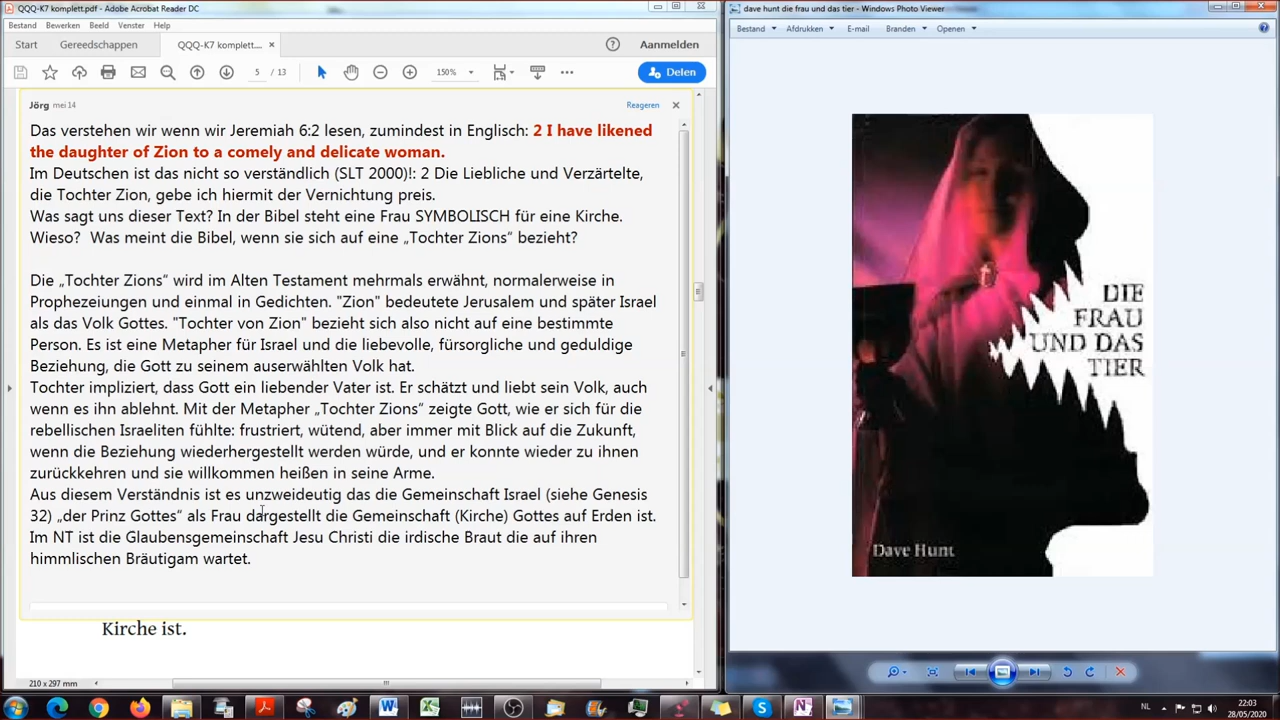 QQQ-K7 komplett.pdf - Adobe Acrobat Reader DC
Bestand Bewerken Beeld Venster Help
Start Gereedschappen QQQ-K7 komplett.... × Anmelden
5 / 13 150% Delen
Jörg mei 14 Reageren
Das verstehen wir wenn wir Jeremiah 6:2 lesen, zumindest in Englisch: 2 I have likened
the daughter of Zion to a comely and delicate woman.
Im Deutschen ist das nicht so verständlich (SLT 2000)!: 2 Die Liebliche und Verzärtelte,
die Tochter Zion, gebe ich hiermit der Vernichtung preis.
Was sagt uns dieser Text? In der Bibel steht eine Frau SYMBOLISCH für eine Kirche.
Wieso? Was meint die Bibel, wenn sie sich auf eine „Tochter Zions“ bezieht?
Die „Tochter Zions“ wird im Alten Testament mehrmals erwähnt, normalerweise in
Prophezeiungen und einmal in Gedichten. "Zion" bedeutete Jerusalem und später Israel
als das Volk Gottes. "Tochter von Zion" bezieht sich also nicht auf eine bestimmte
Person. Es ist eine Metapher für Israel und die liebevolle, fürsorgliche und geduldige
Beziehung, die Gott zu seinem auserwählten Volk hat.
Tochter impliziert, dass Gott ein liebender Vater ist. Er schätzt und liebt sein Volk, auch
wenn es ihn ablehnt. Mit der Metapher „Tochter Zions“ zeigte Gott, wie er sich für die
rebellischen Israeliten fühlte: frustriert, wütend, aber immer mit Blick auf die Zukunft,
wenn die Beziehung wiederhergestellt werden würde, und er konnte wieder zu ihnen
zurückkehren und sie willkommen heißen in seine Arme.
Aus diesem Verständnis ist es unzweideutig das die Gemeinschaft Israel (siehe Genesis
32) „der Prinz Gottes“ als Frau dargestellt die Gemeinschaft (Kirche) Gottes auf Erden ist.
Im NT ist die Glaubensgemeinschaft Jesu Christi die irdische Braut die auf ihren
himmlischen Bräutigam wartet.
Kirche ist.
210 x 297 mm
dave hunt die frau und das tier - Windows Photo Viewer
Bestand Afdrukken E-mail Branden Openen
DIE
FRAU
UND DAS
TIER
Dave Hunt
NL 22:03
28/05/2020